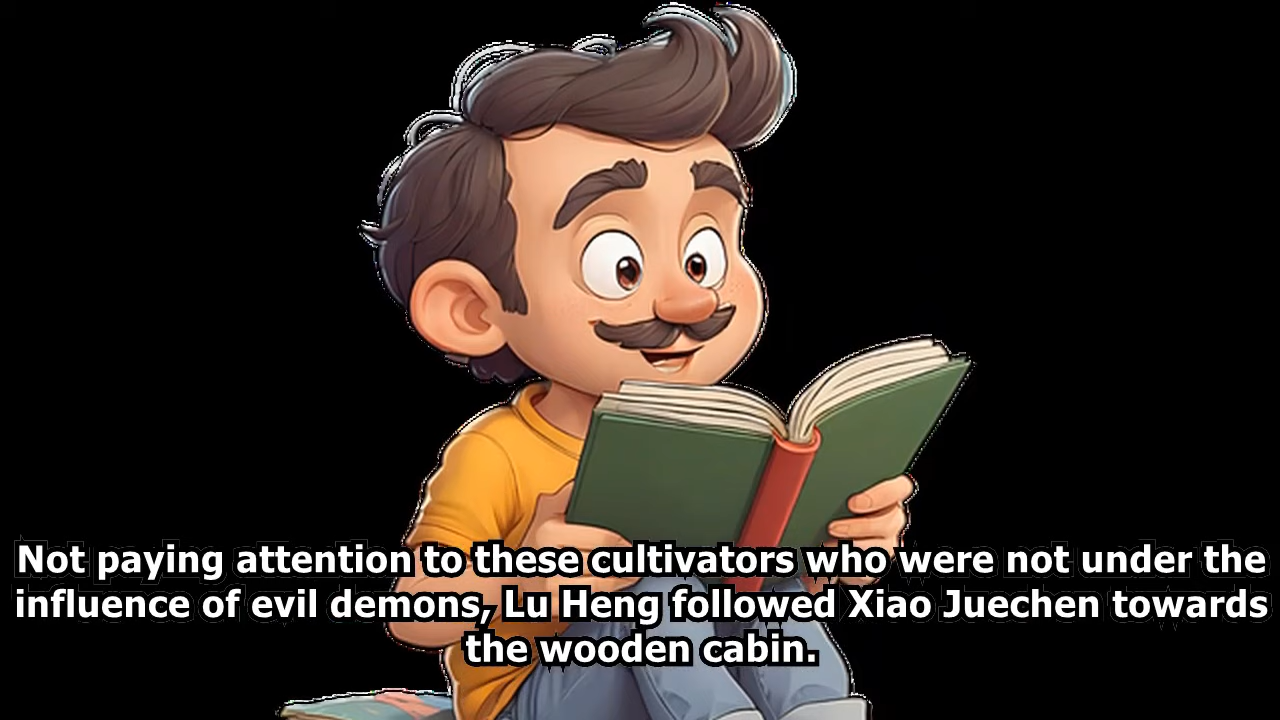 Not paying attention to these cultivators who were not under the
influence of evil demons, Lu Heng followed Xiao Juechen towards
the wooden cabin.